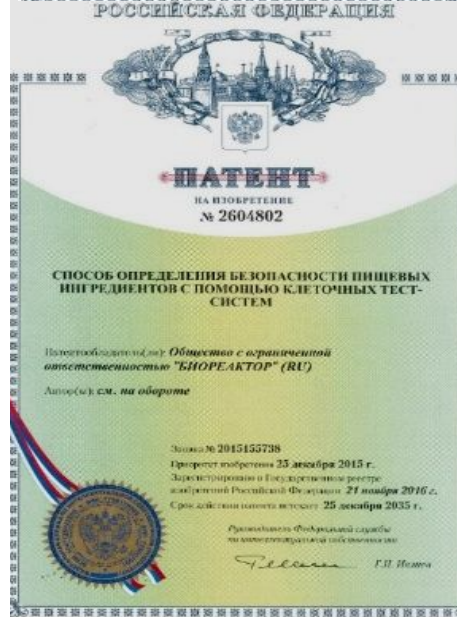 РОССИЙСКАЯ ФЕДЕРАЦИЯ
ПАТЕНТ
НА ИЗОБРЕТЕНИЕ
№ 2604802
СПОСОБ ОПРЕДЕЛЕНИЯ БЕЗОПАСНОСТИ ПИЩЕВЫХ
ИНГРЕДИЕНТОВ С ПОМОЩЬЮ КЛЕТОЧНЫХ ТЕСТ-
СИСТЕМ
Патентообладатель(ли): Общество с ограниченной
ответственностью "БИОРЕАКТОР" (RU)
Автор(ы): см. на обороте
Заявка № 2015155738
Приоритет изобретения 25 декабря 2015 г.
Зарегистрировано в Государственном реестре
изобретений Российской Федерации 21 ноября 2016 г.
Срок действия патента истекает 25 декабря 2035 г.
Руководитель Федеральной службы
по интеллектуальной собственности
Г.П. Ивлиев